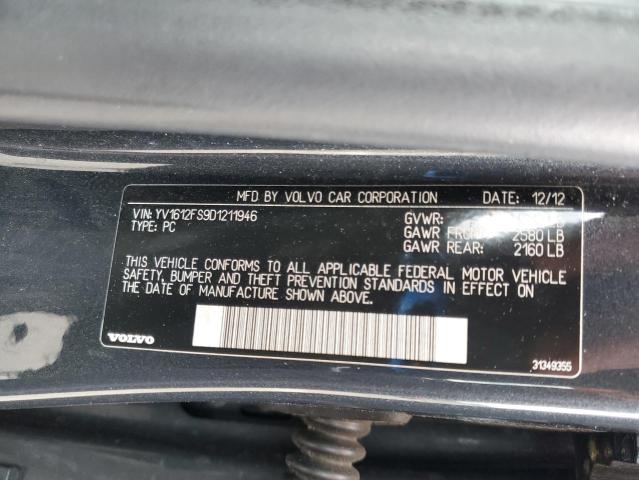 MFD BY VOLVO CAR CORPORATION DATE: 12/12
VIN: YV1612FS9D1211946 GVWR:
TYPE: PC GAWR FRONT: 2580 LB
GAWR REAR: 2160 LB
THIS VEHICLE CONFORMS TO ALL APPLICABLE FEDERAL MOTOR VEHICLE
SAFETY, BUMPER AND THEFT PREVENTION STANDARDS IN EFFECT ON
THE DATE OF MANUFACTURE SHOWN ABOVE.
VOLVO 31349355